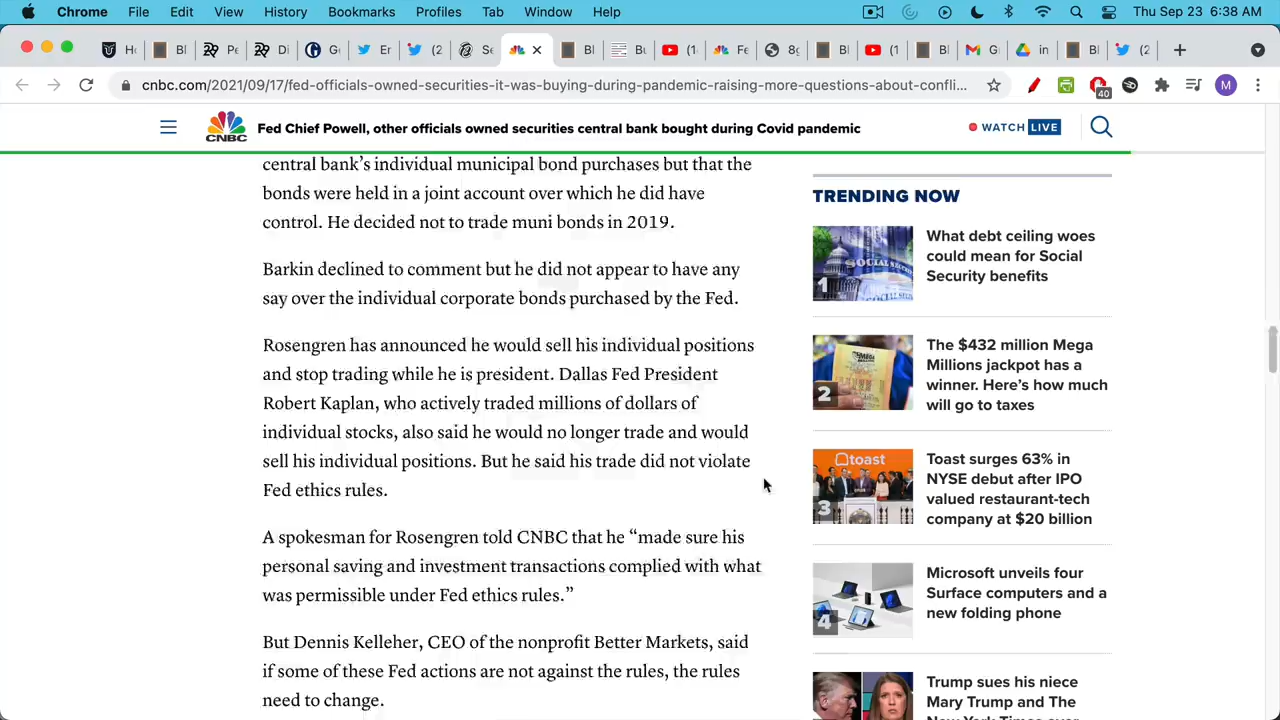 Chrome File Edit View History Bookmarks Profiles Tab Window Help Thu Sep 23 6:38 AM
cnbc.com/2021/09/17/fed-officials-owned-securities-it-was-buying-during-pandemic-raising-more-questions-about-confli...
40
M
CNBC
Fed Chief Powell, other officials owned securities central bank bought during Covid pandemic
WATCH LIVE
central bank’s individual municipal bond purchases but that the
bonds were held in a joint account over which he did have
control. He decided not to trade muni bonds in 2019.
Barkin declined to comment but he did not appear to have any
say over the individual corporate bonds purchased by the Fed.
Rosengren has announced he would sell his individual positions
and stop trading while he is president. Dallas Fed President
Robert Kaplan, who actively traded millions of dollars of
individual stocks, also said he would no longer trade and would
sell his individual positions. But he said his trade did not violate
Fed ethics rules.
A spokesman for Rosengren told CNBC that he “made sure his
personal saving and investment transactions complied with what
was permissible under Fed ethics rules.”
But Dennis Kelleher, CEO of the nonprofit Better Markets, said
if some of these Fed actions are not against the rules, the rules
need to change.
TRENDING NOW
1
What debt ceiling woes
could mean for Social
Security benefits
2
The $432 million Mega
Millions jackpot has a
winner. Here’s how much
will go to taxes
toast
3
Toast surges 63% in
NYSE debut after IPO
valued restaurant-tech
company at $20 billion
4
Microsoft unveils four
Surface computers and a
new folding phone
Trump sues his niece
Mary Trump and The
New York Times over